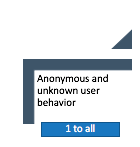 Anonymous and
unknown user
behavior
1 to all